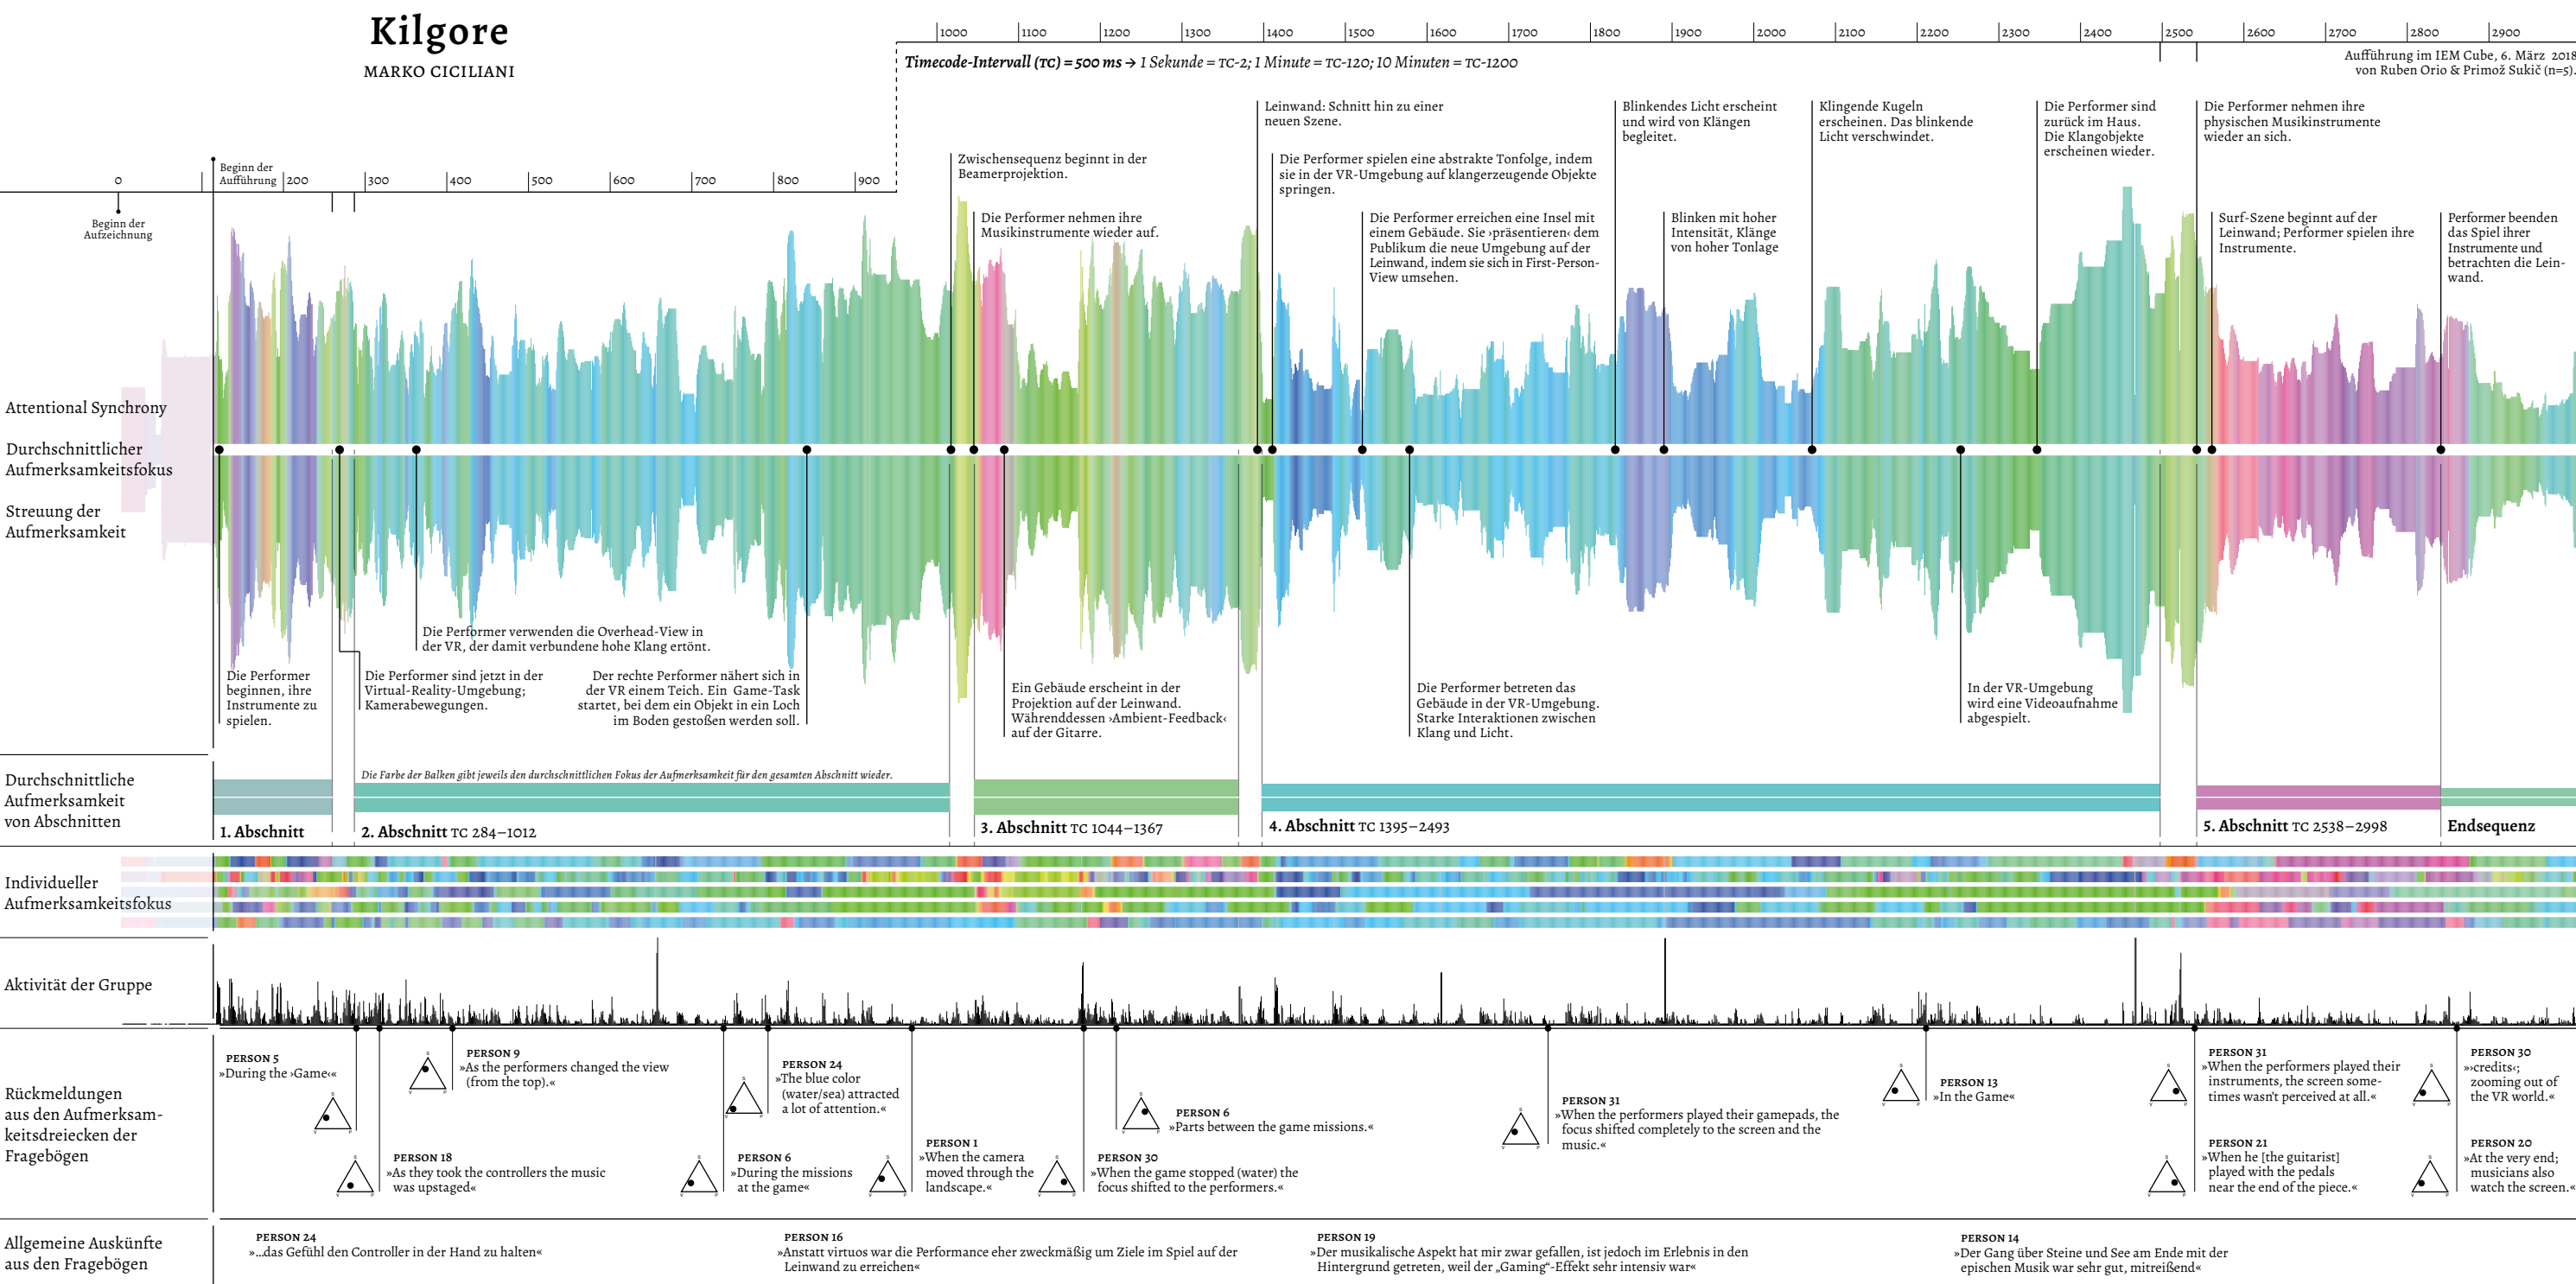 Kilgore
MARKO CICILIANI
1000 1100 1200 1300 1400 1500 1600 1700 1800 1900 2000 2100 2200 2300 2400 2500 2600 2700 2800 2900
Timecode-Intervall (TC) = 500 ms → 1 Sekunde = TC-2; 1 Minute = TC-120; 10 Minuten = TC-1200
Aufführung im IEM Cube, 6. März 2018
von Ruben Orio & Primož Sukič (n=5).
Leinwand: Schnitt hin zu einer
neuen Szene.
Blinkendes Licht erscheint
und wird von Klängen
begleitet.
Klingende Kugeln
erscheinen. Das blinkende
Licht verschwindet.
Die Performer sind
zurück im Haus.
Die Klangobjekte
erscheinen wieder.
Die Performer nehmen ihre
physischen Musikinstrumente
wieder an sich.
Zwischensequenz beginnt in der
Beamerprojektion.
Die Performer spielen eine abstrakte Tonfolge, indem
sie in der VR-Umgebung auf klangerzeugende Objekte
springen.
0
Beginn der
Aufführung
200 300 400 500 600 700 800 900
Beginn der
Aufzeichnung
Die Performer nehmen ihre
Musikinstrumente wieder auf.
Die Performer erreichen eine Insel mit
einem Gebäude. Sie ›präsentieren‹ dem
Publikum die neue Umgebung auf der
Leinwand, indem sie sich in First-Person-
View umsehen.
Blinken mit hoher
Intensität, Klänge
von hoher Tonlage
Surf-Szene beginnt auf der
Leinwand; Performer spielen ihre
Instrumente.
Performer beenden
das Spiel ihrer
Instrumente und
betrachten die Lein-
wand.
Attentional Synchrony
Durchschnittlicher
Aufmerksamkeitsfokus
Streuung der
Aufmerksamkeit
Die Performer verwenden die Overhead-View in
der VR, der damit verbundene hohe Klang ertönt.
Die Performer
beginnen, ihre
Instrumente zu
spielen.
Die Performer sind jetzt in der
Virtual-Reality-Umgebung;
Kamerabewegungen.
Der rechte Performer nähert sich in
der VR einem Teich. Ein Game-Task
startet, bei dem ein Objekt in ein Loch
im Boden gestoßen werden soll.
Ein Gebäude erscheint in der
Projektion auf der Leinwand.
Währenddessen ›Ambient-Feedback‹
auf der Gitarre.
Die Performer betreten das
Gebäude in der VR-Umgebung.
Starke Interaktionen zwischen
Klang und Licht.
In der VR-Umgebung
wird eine Videoaufnahme
abgespielt.
Durchschnittliche
Aufmerksamkeit
von Abschnitten
Die Farbe der Balken gibt jeweils den durchschnittlichen Fokus der Aufmerksamkeit für den gesamten Abschnitt wieder.
1. Abschnitt
2. Abschnitt TC 284–1012
3. Abschnitt TC 1044–1367
4. Abschnitt TC 1395–2493
5. Abschnitt TC 2538–2998
Endsequenz
Individueller
Aufmerksamkeitsfokus
Aktivität der Gruppe
Rückmeldungen
aus den Aufmerksam-
keitsdreiecken der
Fragebögen
PERSON 5
»During the ›Game‹«
PERSON 18
»As they took the controllers the music
was upstaged«
PERSON 9
»As the performers changed the view
(from the top).«
PERSON 6
»During the missions
at the game«
PERSON 24
»The blue color
(water/sea) attracted
a lot of attention.«
PERSON 1
»When the camera
moved through the
landscape.«
PERSON 30
»When the game stopped (water) the
focus shifted to the performers.«
PERSON 6
»Parts between the game missions.«
PERSON 31
»When the performers played their gamepads, the
focus shifted completely to the screen and the
music.«
PERSON 13
»In the Game«
PERSON 31
»When the performers played their
instruments, the screen some-
times wasn't perceived at all.«
PERSON 21
»When he [the guitarist]
played with the pedals
near the end of the piece.«
PERSON 30
»›credits‹;
zooming out of
the VR world.«
PERSON 20
»At the very end;
musicians also
watch the screen.«
Allgemeine Auskünfte
aus den Fragebögen
PERSON 24
»...das Gefühl den Controller in der Hand zu halten«
PERSON 16
»Anstatt virtuos war die Performance eher zweckmäßig um Ziele im Spiel auf der
Leinwand zu erreichen«
PERSON 19
»Der musikalische Aspekt hat mir zwar gefallen, ist jedoch im Erlebnis in den
Hintergrund getreten, weil der „Gaming“-Effekt sehr intensiv war«
PERSON 14
»Der Gang über Steine und See am Ende mit der
epischen Musik war sehr gut, mitreißend«